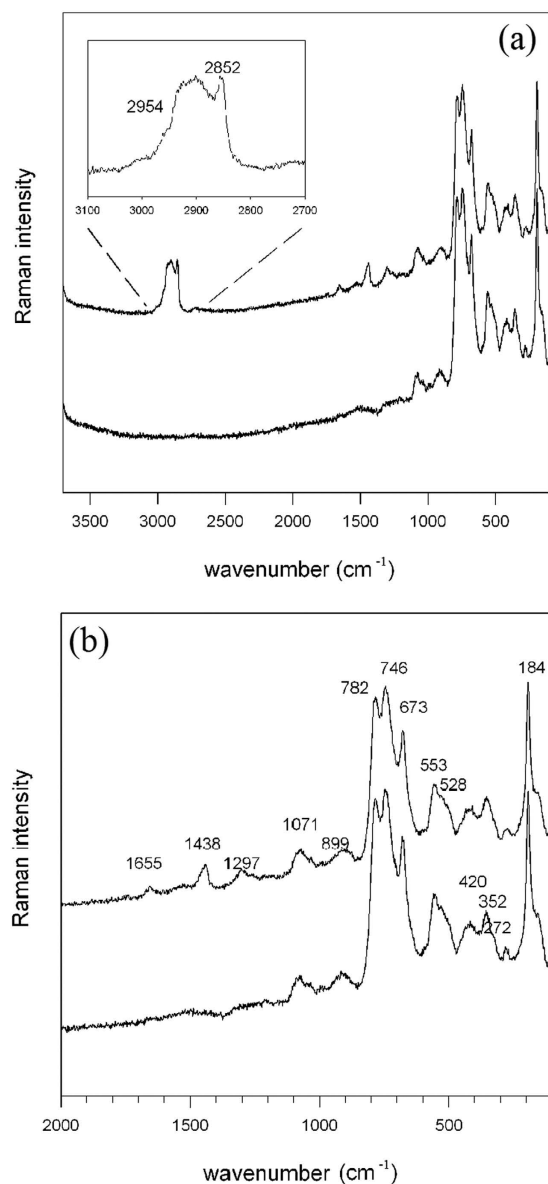 (a)
2852
2954
3100 3000 2900 2800 2700
Raman intensity
3500 3000 2500 2000 1500 1000 500
wavenumber (cm-1)
(b)
746
184
782
673
553
528
1071
1438
899
1655
1297
420
352
272
Raman intensity
2000 1500 1000 500
wavenumber (cm-1)